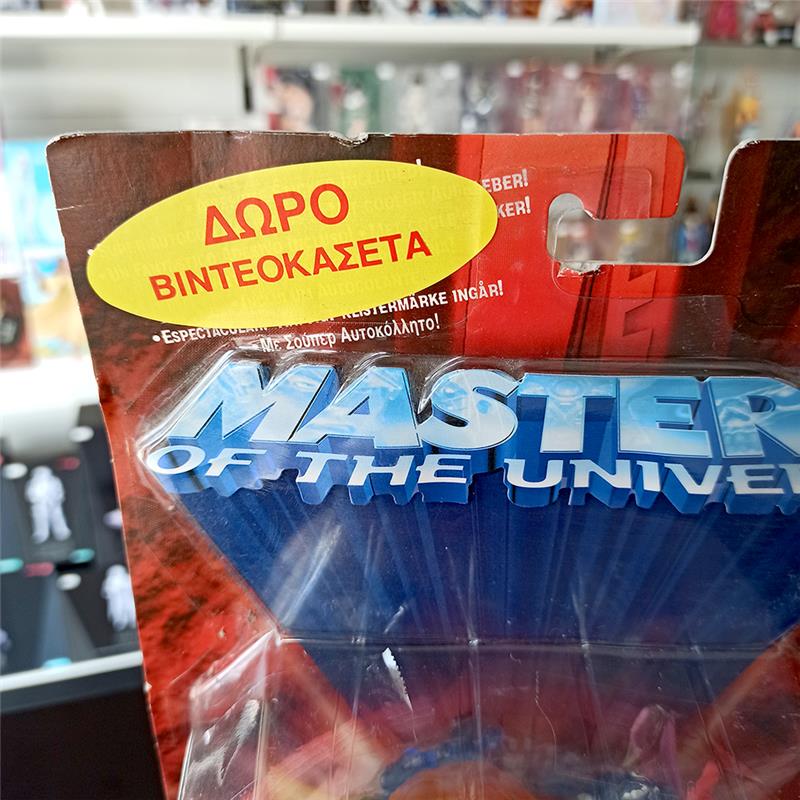 ΔΩΡΟ
ΒΙΝΤΕΟΚΑΣΕΤΑ
EBER!
KER!
KLISTERMÄRKE INGÅR!
•ESPECTACULAR
•Με Σούπερ Αυτοκόλλητο!
MASTER
OF THE UNIVE